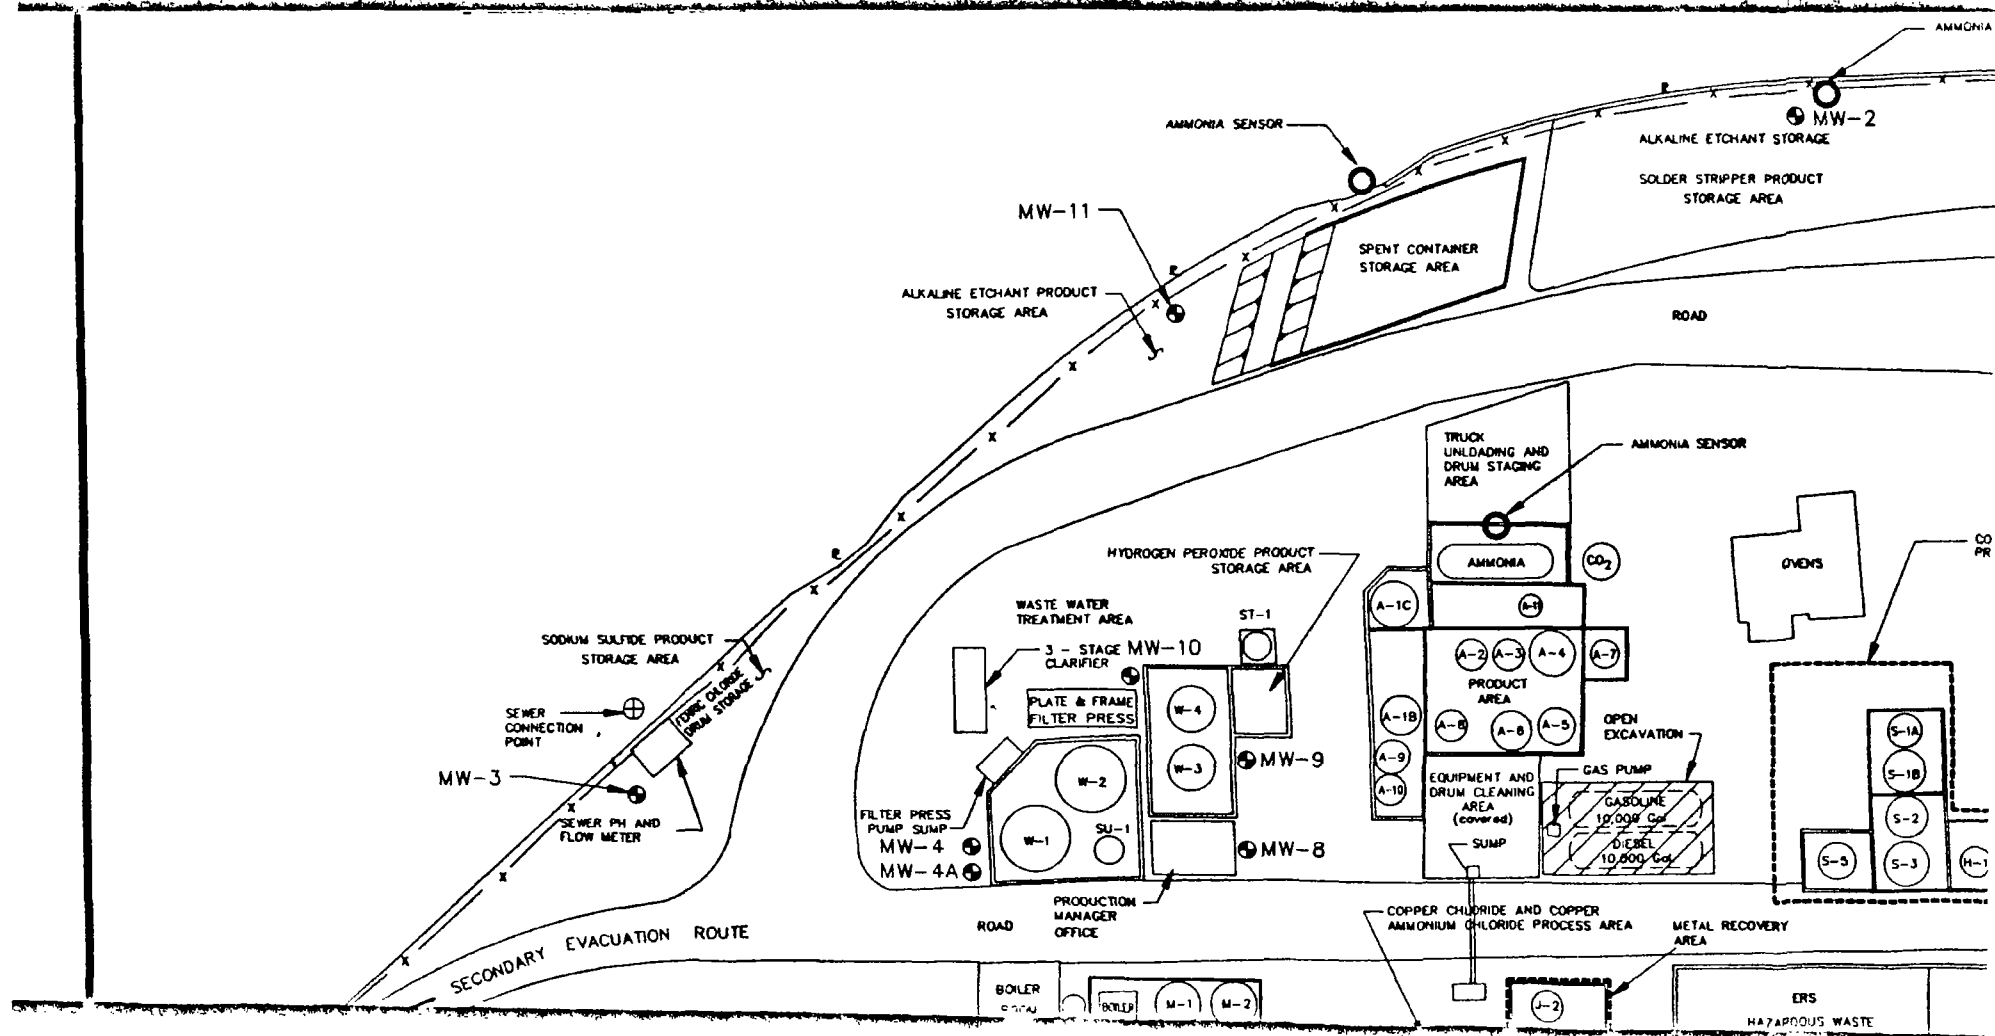 AMMONIA
AMMONIA SENSOR
MW-2
ALKALINE ETCHANT STORAGE
SOLDER STRIPPER PRODUCT
STORAGE AREA
MW-11
SPENT CONTAINER
STORAGE AREA
ALKALINE ETCHANT PRODUCT
STORAGE AREA
ROAD
TRUCK
UNLOADING AND
DRUM STAGING
AREA
AMMONIA SENSOR
HYDROGEN PEROXIDE PRODUCT
STORAGE AREA
AMMONIA
CO2
OVENS
CO
PR
A-1C
A-11
WASTE WATER
TREATMENT AREA
ST-1
SODIUM SULFIDE PRODUCT
STORAGE AREA
3 - STAGE
CLARIFIER
MW-10
A-2
A-3
A-4
A-7
PRODUCT
AREA
FERRIC CHLORIDE
DRUM STORAGE
PLATE & FRAME
FILTER PRESS
W-4
A-1B
A-8
A-6
A-5
SEWER
CONNECTION
POINT
OPEN
EXCAVATION
S-1A
MW-3
W-2
W-3
MW-9
A-9
A-10
EQUIPMENT AND
DRUM CLEANING
AREA
(covered)
GAS PUMP
S-1B
GASOLINE
10,000 Gal
DIESEL
10,000 Gal
SEWER PH AND
FLOW METER
FILTER PRESS
PUMP SUMP
MW-4
MW-4A
W-1
SU-1
MW-8
SUMP
S-2
S-5
S-3
H-1
PRODUCTION
MANAGER
OFFICE
ROAD
COPPER CHLORIDE AND COPPER
AMMONIUM CHLORIDE PROCESS AREA
METAL RECOVERY
AREA
SECONDARY EVACUATION ROUTE
BOILER
ROOM
BOILER
M-1
M-2
J-2
ERS
HAZARDOUS WASTE